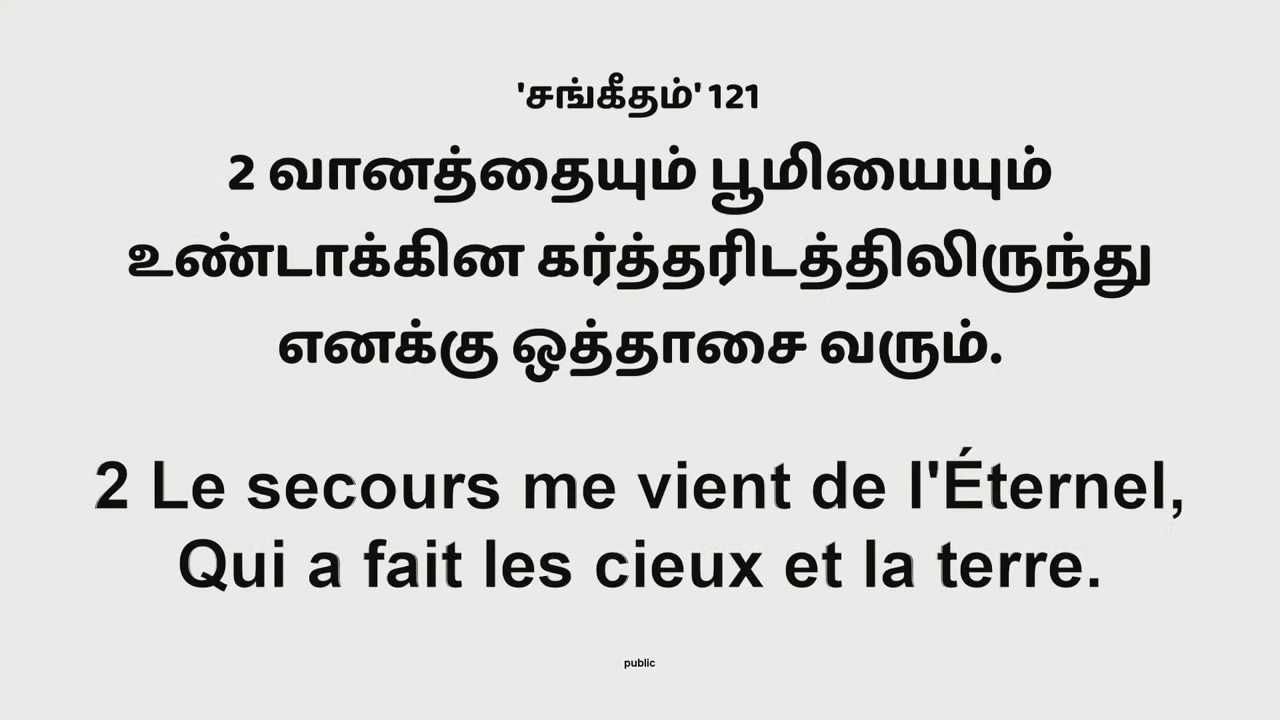 'சங்கீதம்' 121
2 வானத்தையும் பூமியையும்
உண்டாக்கின கர்த்தரிடத்திலிருந்து
எனக்கு ஒத்தாசை வரும்.
2 Le secours me vient de l'Éternel,
Qui a fait les cieux et la terre.
public